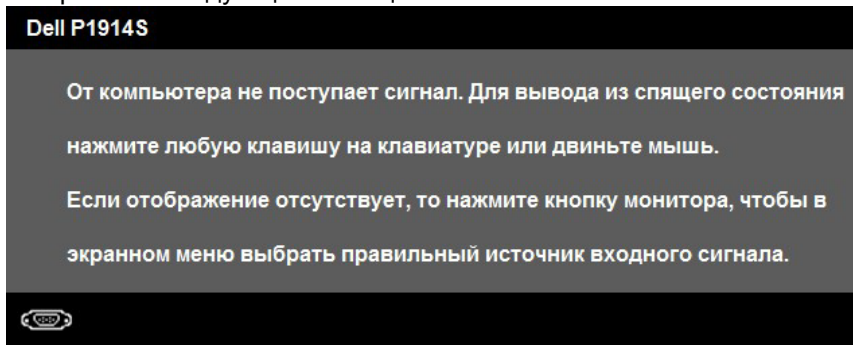 Dell P1914S
От компьютера не поступает сигнал. Для вывода из спящего состояния
нажмите любую клавишу на клавиатуре или двиньте мышь.
Если отображение отсутствует, то нажмите кнопку монитора, чтобы в
экранном меню выбрать правильный источник входного сигнала.